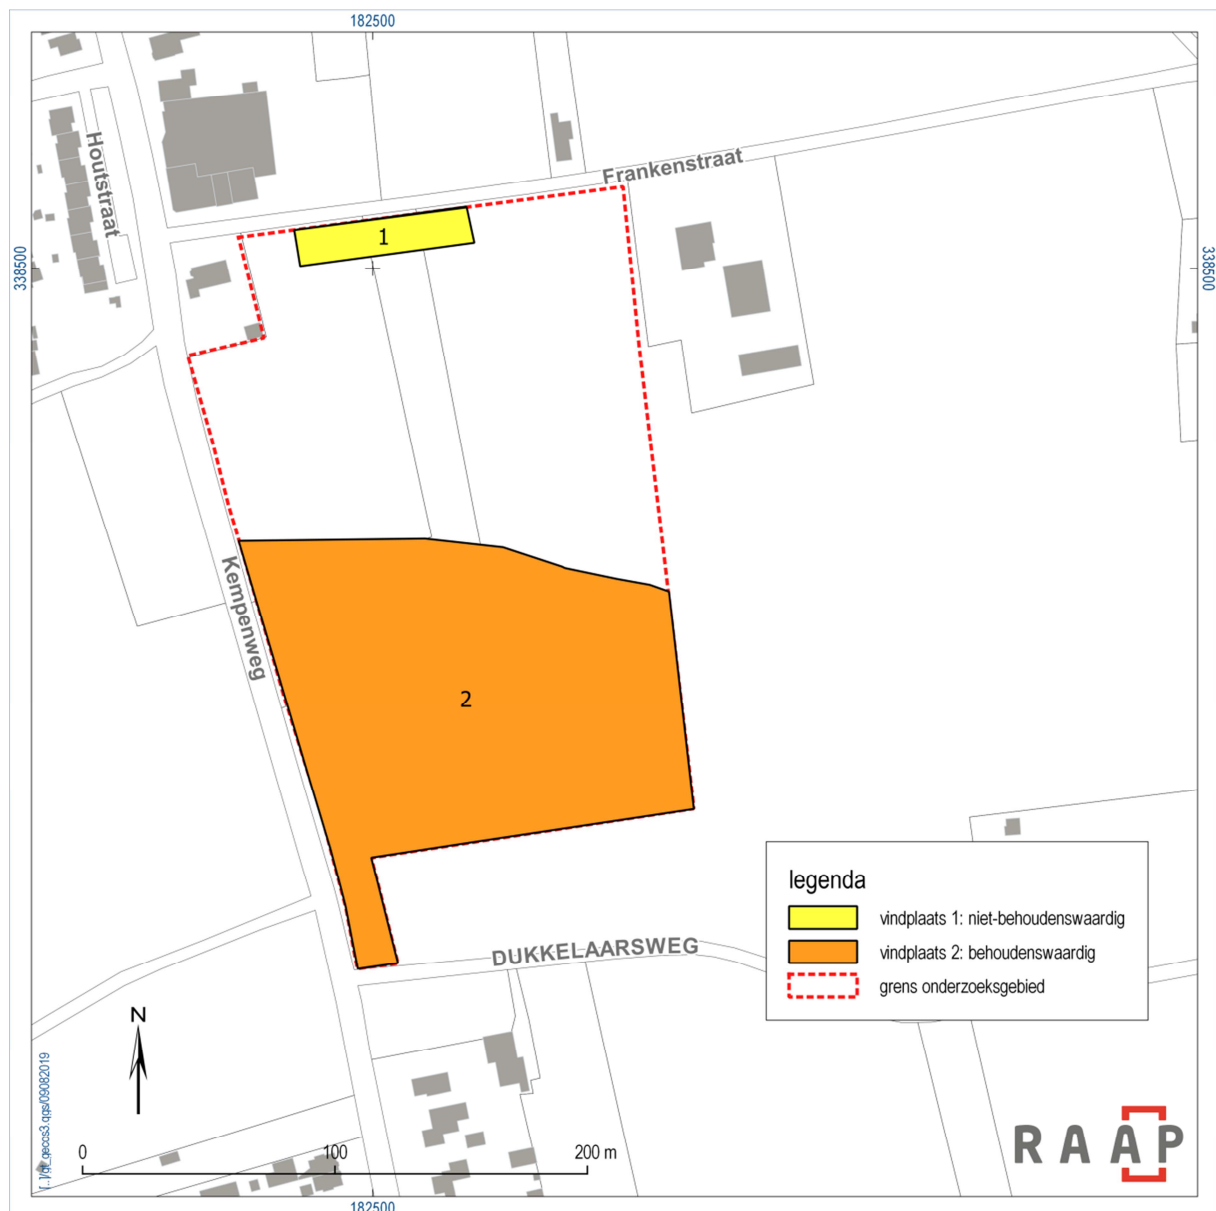 182500
Houtstraat
Frankenstraat
338500
338500
1
Kempenweg
2
legenda
vindplaats 1: niet-behoudenswaardig
vindplaats 2: behoudenswaardig
grens onderzoeksgebied
DUKKELAARSWEG
N
0
100
200 m
RAAP
182500